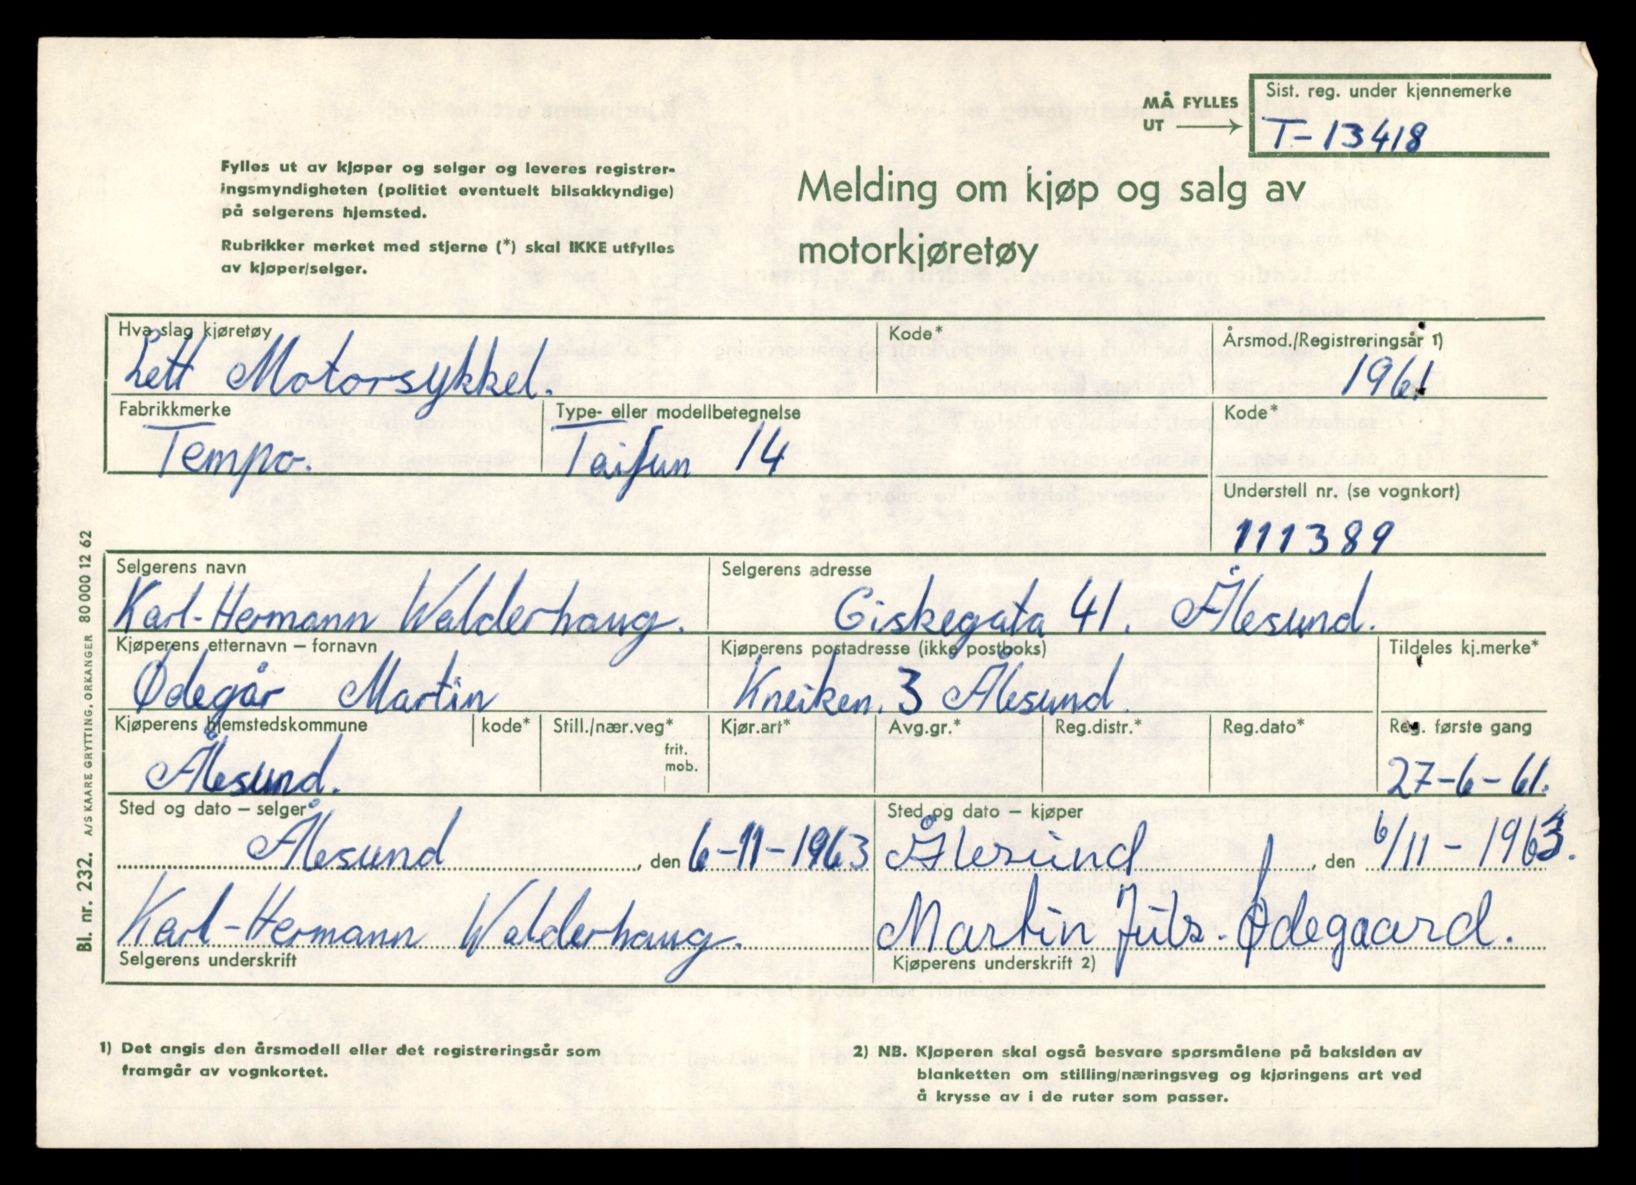 MÅ FYLLES UT → Sist. reg. under kjennemerke
T-13418
Fylles ut av kjøper og selger og leveres registrer-
ingsmyndigheten (politiet eventuelt bilsakkyndige)
på selgerens hjemsted.
Rubrikker merket med stjerne (*) skal IKKE utfylles
av kjøper/selger.
Melding om kjøp og salg av
motorkjøretøy
Hva slag kjøretøy Kode* Årsmod./Registreringsår 1)
Lett Motorsykkel. 1961
Fabrikkmerke Type- eller modellbetegnelse Kode*
Tempo. Taifun 14
Understell nr. (se vognkort)
111389
Selgerens navn Selgerens adresse
Karl-Hermann Walderhaug. Giskegata 41. Ålesund.
Kjøperens etternavn – fornavn Kjøperens postadresse (ikke postboks) Tildeles kj.merke*
Ødegår Martin Kneiken. 3 Ålesund.
Kjøperens hjemstedskommune kode* Still./nær.veg* Kjør.art* Avg.gr.* Reg.distr.* Reg.dato* Reg. første gang
frit.
mob.
Ålesund. 27-6-61.
Sted og dato – selger Sted og dato – kjøper
Ålesund, den 6-11-1963 Ålesund, den 6/11-1963.
Karl-Hermann Walderhaug. Martin Ødegaard.
Selgerens underskrift Kjøperens underskrift 2)
1) Det angis den årsmodell eller det registreringsår som
framgår av vognkortet.
2) NB. Kjøperen skal også besvare spørsmålene på baksiden av
blanketten om stilling/næringsveg og kjøringens art ved
å krysse av i de ruter som passer.
Bl. nr. 232. A/S KAARE GRYTTING, ORKANGER 80 000 12 62